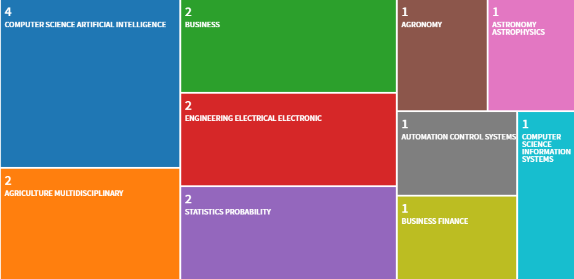 4
COMPUTER SCIENCE ARTIFICIAL INTELLIGENCE
2
AGRICULTURE MULTIDISCIPLINARY
2
BUSINESS
2
ENGINEERING ELECTRICAL ELECTRONIC
2
STATISTICS PROBABILITY
1
AGRONOMY
1
ASTRONOMY
ASTROPHYSICS
1
AUTOMATION CONTROL SYSTEMS
1
COMPUTER
SCIENCE
INFORMATION
SYSTEMS
1
BUSINESS FINANCE